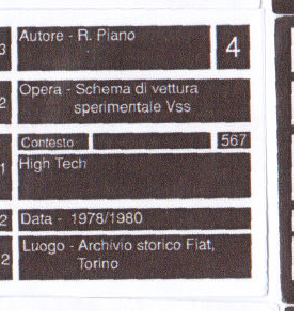 3 Autore - R. Piano 4
2 Opera - Schema di vettura
sperimentale Vss
Contesto 567
1 High Tech
2 Data - 1978/1980
2 Luogo - Archivio storico Fiat,
Torino